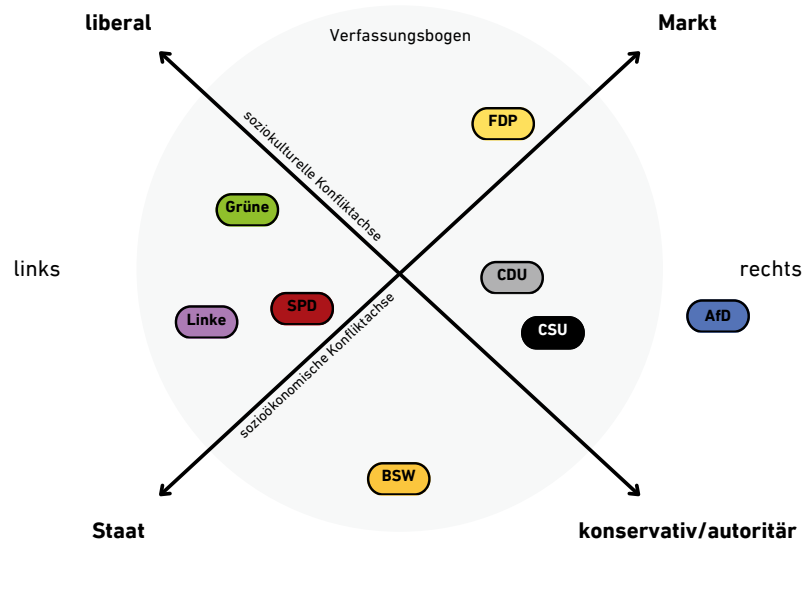 liberal
Verfassungsbogen
Markt
FDP
soziokulturelle Konfliktachse
Grüne
links
CDU
rechts
SPD
Linke
AfD
CSU
sozioökonomische Konfliktachse
BSW
Staat
konservativ/autoritär